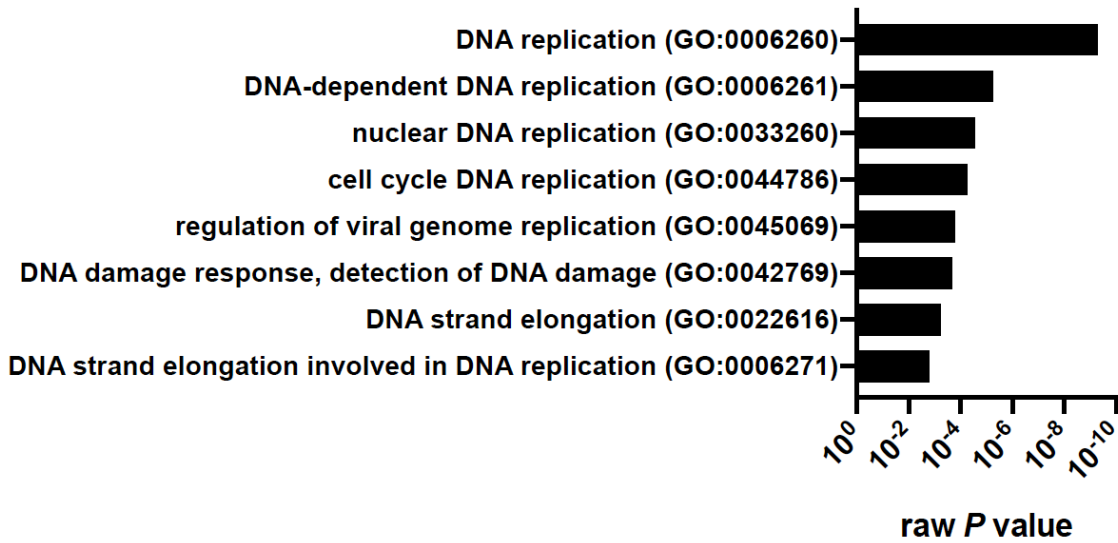 DNA replication (GO:0006260)
DNA-dependent DNA replication (GO:0006261)
nuclear DNA replication (GO:0033260)
cell cycle DNA replication (GO:0044786)
regulation of viral genome replication (GO:0045069)
DNA damage response, detection of DNA damage (GO:0042769)
DNA strand elongation (GO:0022616)
DNA strand elongation involved in DNA replication (GO:0006271)
10⁰ 10⁻² 10⁻⁴ 10⁻⁶ 10⁻⁸ 10⁻¹⁰
raw P value